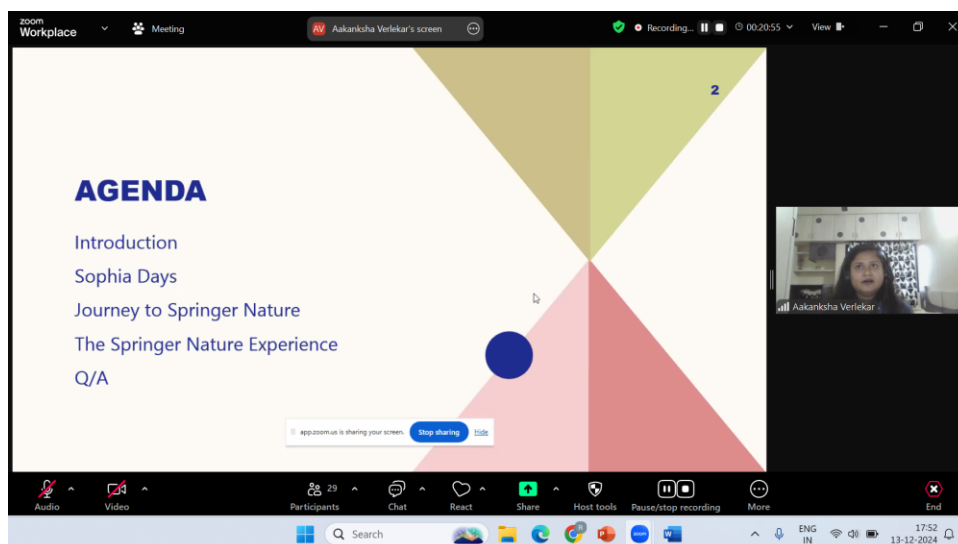 zoom
Workplace
Meeting
AV Aakanksha Verlekar's screen
Recording...
00:20:55
View
2
AGENDA
Introduction
Sophia Days
Journey to Springer Nature
The Springer Nature Experience
Q/A
Aakanksha Verlekar
app.zoom.us is sharing your screen.
Stop sharing
Hide
29
Audio
Video
Participants
Chat
React
Share
Host tools
Pause/stop recording
More
End
Search
ENG
IN
17:52
13-12-2024